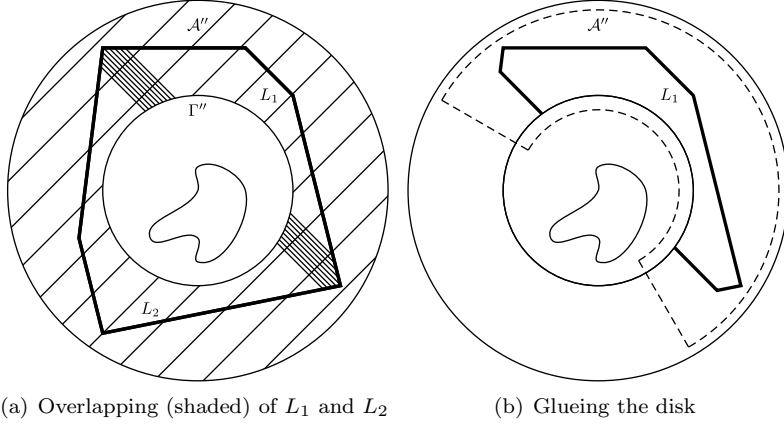 𝒜″
L₁
Γ″
L₂
(a) Overlapping (shaded) of L₁ and L₂
𝒜″
L₁
(b) Glueing the disk